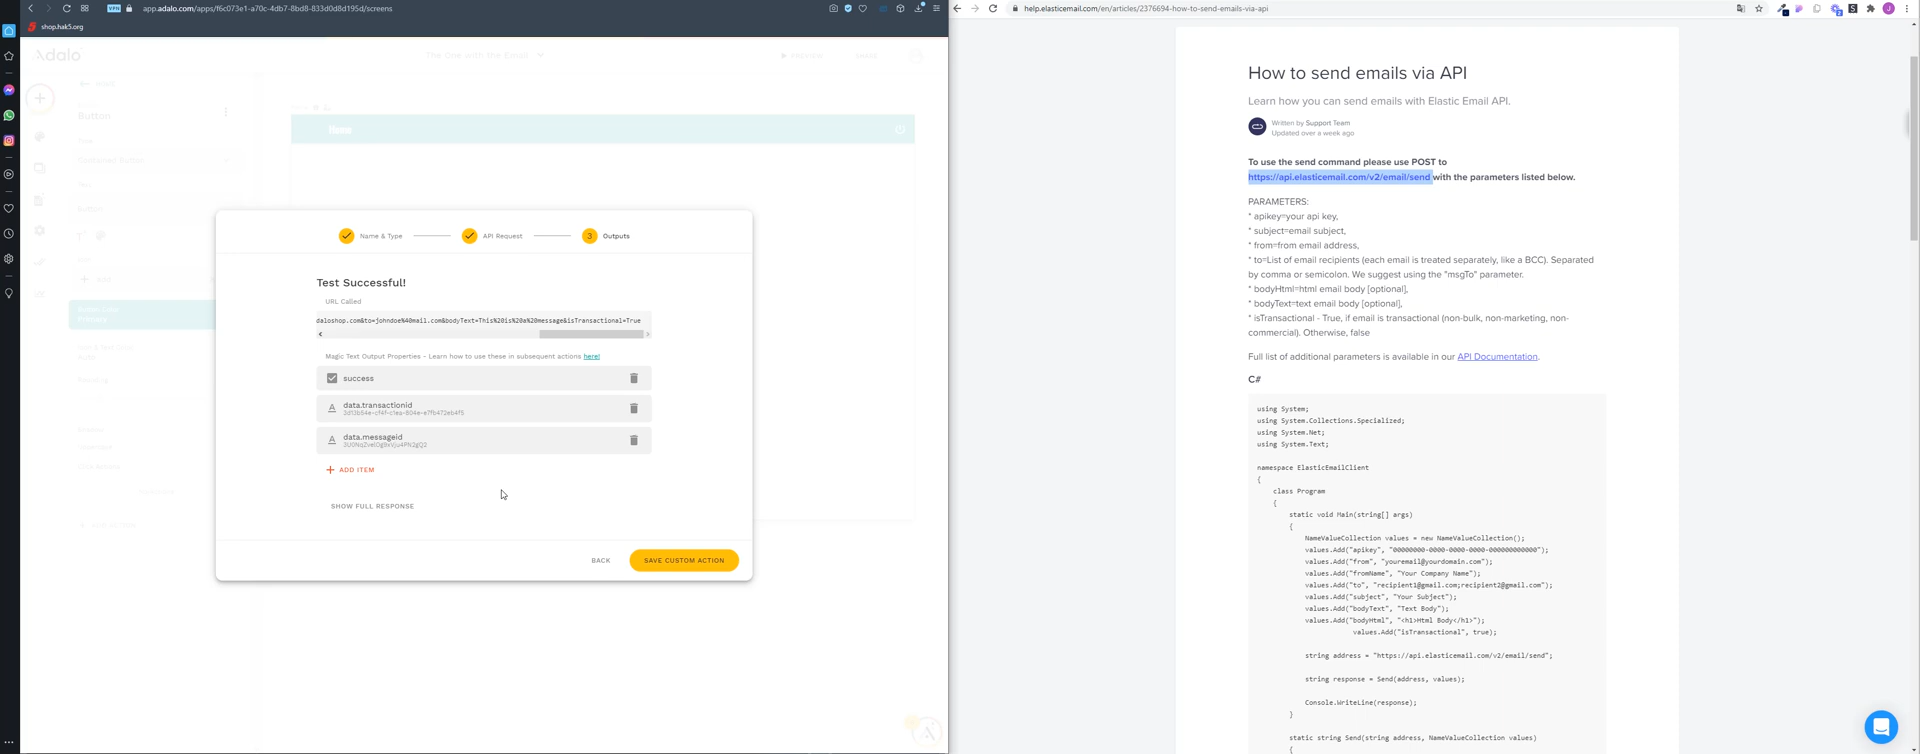 app.adalo.com/apps/f6c073e1-a70c-4db7-8bd8-833d0d8d195d/screens
VPN
shop.hak5.org
Adalo
The One with the Email
PREVIEW
SHARE
HOME
Button
Button
Home
Name & Type
API Request
3
Outputs
Test Successful!
URL Called
daloshop.com&to=johndoe%40mail.com&bodyText=This%20is%20a%20message&isTransactional=True
Magic Text Output Properties - Learn how to use these in subsequent actions here!
success
data.transactionid
data.messageid
ADD ITEM
SHOW FULL RESPONSE
BACK
SAVE CUSTOM ACTION
help.elasticemail.com/en/articles/2376694-how-to-send-emails-via-api
How to send emails via API
Learn how you can send emails with Elastic Email API.
Written by Support Team
Updated over a week ago
To use the send command please use POST to
https://api.elasticemail.com/v2/email/send with the parameters listed below.
PARAMETERS:
* apikey=your api key,
* subject=email subject,
* from=from email address,
* to=List of email recipients (each email is treated separately, like a BCC). Separated
by comma or semicolon. We suggest using the "msgTo" parameter.
* bodyHtml=html email body [optional],
* bodyText=text email body [optional],
* isTransactional - True, if email is transactional (non-bulk, non-marketing, non-
commercial). Otherwise, false
Full list of additional parameters is available in our API Documentation.
C#
using System;
using System.Collections.Specialized;
using System.Net;
using System.Text;
namespace ElasticEmailClient
{
class Program
{
static void Main(string[] args)
{
NameValueCollection values = new NameValueCollection();
values.Add("apikey", "00000000-0000-0000-0000-000000000000");
values.Add("from", "youremail@yourdomain.com");
values.Add("fromName", "Your Company Name");
values.Add("to", "recipient1@gmail.com;recipient2@gmail.com");
values.Add("subject", "Your Subject");
values.Add("bodyText", "Text Body");
values.Add("bodyHtml", "<h1>Html Body</h1>");
values.Add("isTransactional", true);
string address = "https://api.elasticemail.com/v2/email/send";
string response = Send(address, values);
Console.WriteLine(response);
}
static string Send(string address, NameValueCollection values)
{